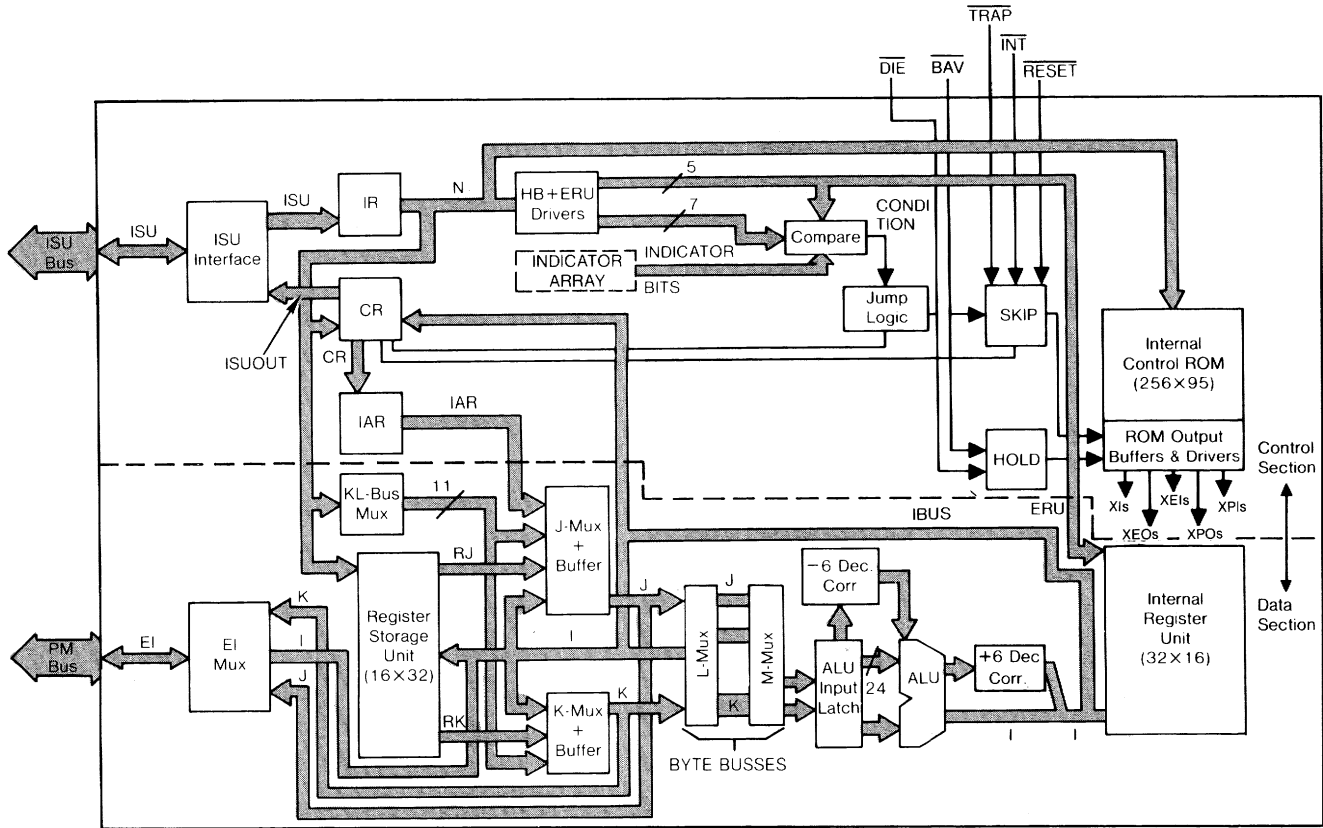 TRAP
INT
DIE
BAV
RESET
5
ISU
IR
N
HB+ERU
Drivers
7
CONDI
TION
ISU
Bus
ISU
ISU
Interface
Compare
INDICATOR
ARRAY
INDICATOR
BITS
CR
Jump
Logic
SKIP
Internal
Control ROM
(256×95)
ISUOUT
CR
IAR
IAR
ROM Output
Buffers & Drivers
HOLD
Control
Section
KL-Bus
Mux
11
J-Mux
+
Buffer
IBUS
ERU
XIs
XEIs
XPIs
XEOs
XPOs
RJ
−6 Dec.
Corr
K
J
J
Register
Storage
Unit
(16×32)
Internal
Register
Unit
(32×16)
Data
Section
PM
Bus
EI
EI
Mux
I
I
L-Mux
M-Mux
ALU
Input
Latch
24
ALU
+6 Dec
Corr.
J
K
K
RK
K-Mux
+
Buffer
I
I
BYTE BUSSES